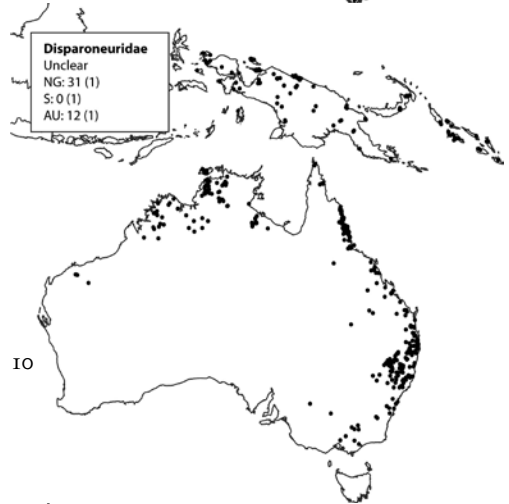 Disparoneuridae
Unclear
NG: 31 (1)
S: 0 (1)
AU: 12 (1)
10